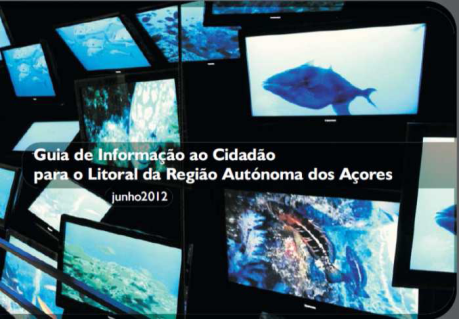 Guia de Informação ao Cidadão
para o Litoral da Região Autónoma dos Açores
junho2012